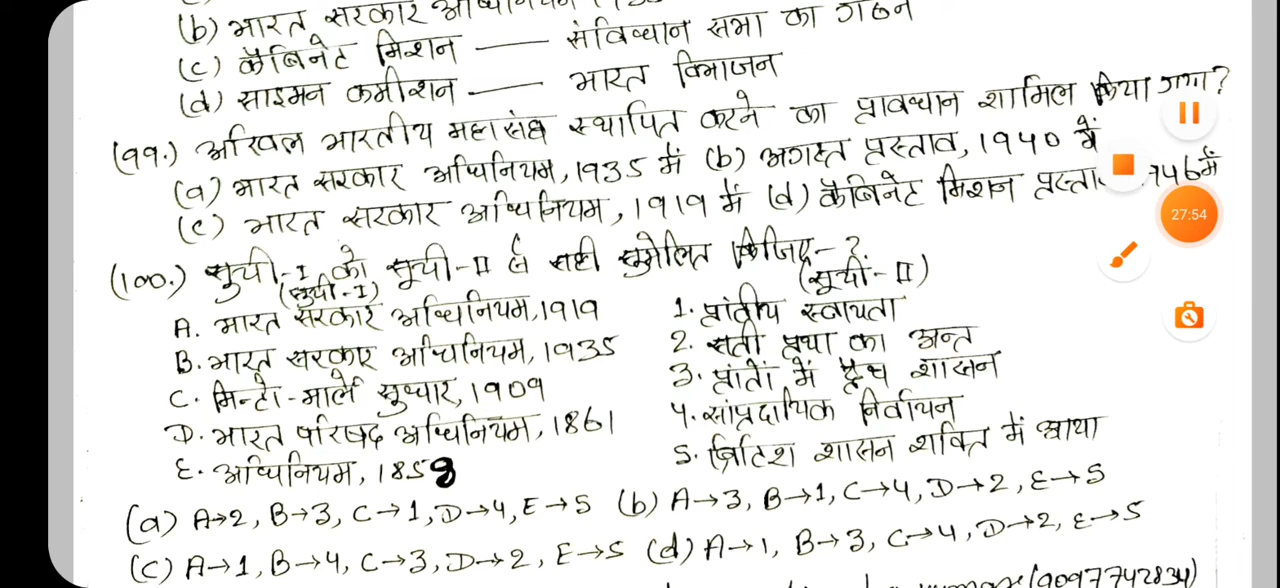 (b) भारत सरकार अधिनियम 1935
(c) कैबिनेट मिशन —— संविधान सभा का गठन
(d) साइमन कमीशन —— भारत विभाजन
(99.) अखिल भारतीय महासंघ स्थापित करने का प्रावधान शामिल किया गया?
(a) भारत सरकार अधिनियम, 1935 में (b) अगस्त प्रस्ताव, 1940 में
(c) भारत सरकार अधिनियम, 1919 में (d) कैबिनेट मिशन 946 में
(100.) सूची-I को सूची-II से सही सुमेलित किजिए-?
(सूची-I) (सूची-II)
A. भारत सरकार अधिनियम, 1919 1. प्रांतीय स्वायता
B. भारत सरकार अधिनियम, 1935 2. सती प्रथा का अन्त
C. मिन्टो-मार्ले सुधार, 1909 3. प्रांतों में द्वैध शासन
D. भारत परिषद अधिनियम, 1861 4. सांप्रदायिक निर्वाचन
E. अधिनियम, 1858 5. ब्रिटिश शासन शक्ति में आया
(a) A→2, B→3, C→1, D→4, E→5 (b) A→3, B→1, C→4, D→2, E→5
(c) A→1, B→4, C→3, D→2, E→5 (d) A→1, B→3, C→4, D→2, E→5
(9097742834)
27:54